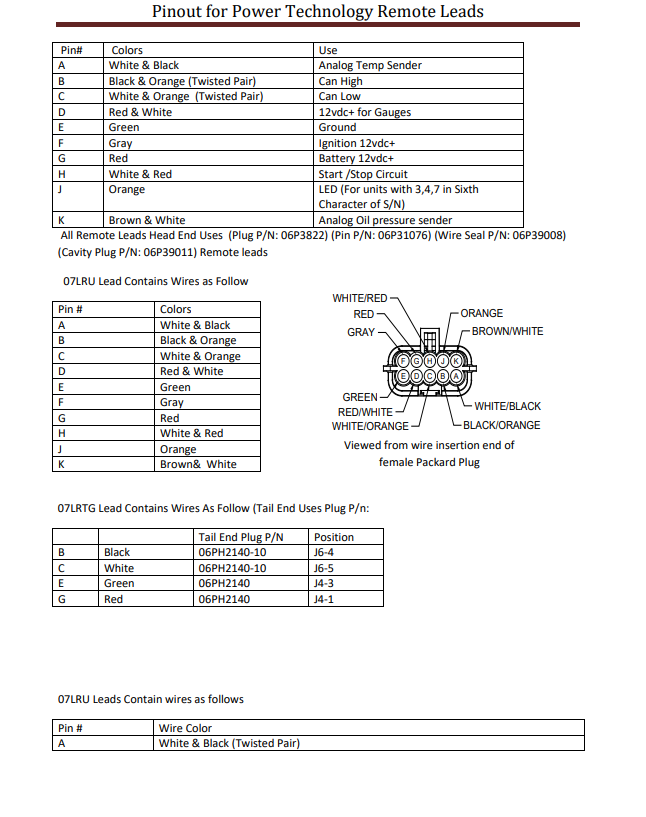 Pinout for Power Technology Remote Leads
Pin# Colors Use
A White & Black Analog Temp Sender
B Black & Orange (Twisted Pair) Can High
C White & Orange (Twisted Pair) Can Low
D Red & White 12vdc+ for Gauges
E Green Ground
F Gray Ignition 12vdc+
G Red Battery 12vdc+
H White & Red Start /Stop Circuit
J Orange LED (For units with 3,4,7 in Sixth
Character of S/N)
K Brown & White Analog Oil pressure sender
All Remote Leads Head End Uses (Plug P/N: 06P3822) (Pin P/N: 06P31076) (Wire Seal P/N: 06P39008)
(Cavity Plug P/N: 06P39011) Remote leads
07LRU Lead Contains Wires as Follow
Pin # Colors
A White & Black
B Black & Orange
C White & Orange
D Red & White
E Green
F Gray
G Red
H White & Red
J Orange
K Brown& White
WHITE/RED
RED ORANGE
GRAY BROWN/WHITE
F G H J K
E D C B A
GREEN WHITE/BLACK
RED/WHITE
WHITE/ORANGE BLACK/ORANGE
Viewed from wire insertion end of
female Packard Plug
07LRTG Lead Contains Wires As Follow (Tail End Uses Plug P/n:
Tail End Plug P/N Position
B Black 06PH2140-10 J6-4
C White 06PH2140-10 J6-5
E Green 06PH2140 J4-3
G Red 06PH2140 J4-1
07LRU Leads Contain wires as follows
Pin # Wire Color
A White & Black (Twisted Pair)